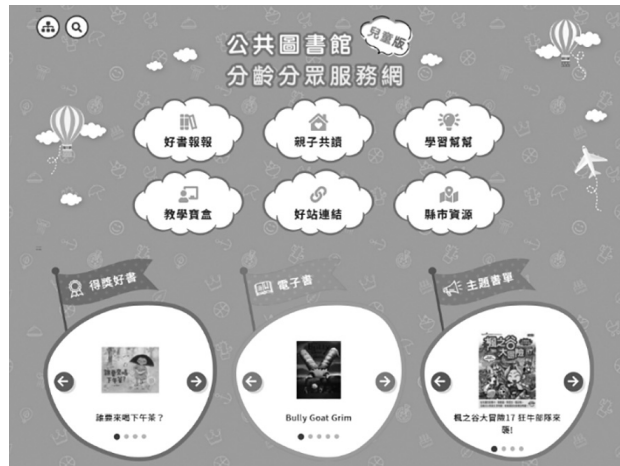 公共圖書館
兒童版
分齡分眾服務網
好書報報
親子共讀
學習幫幫
教學寶盒
好站連結
縣市資源
得獎好書
電子書
主題書單
誰要來喝下午茶？
Bully Goat Grim
楓之谷大冒險17 狂牛部隊來
襲!